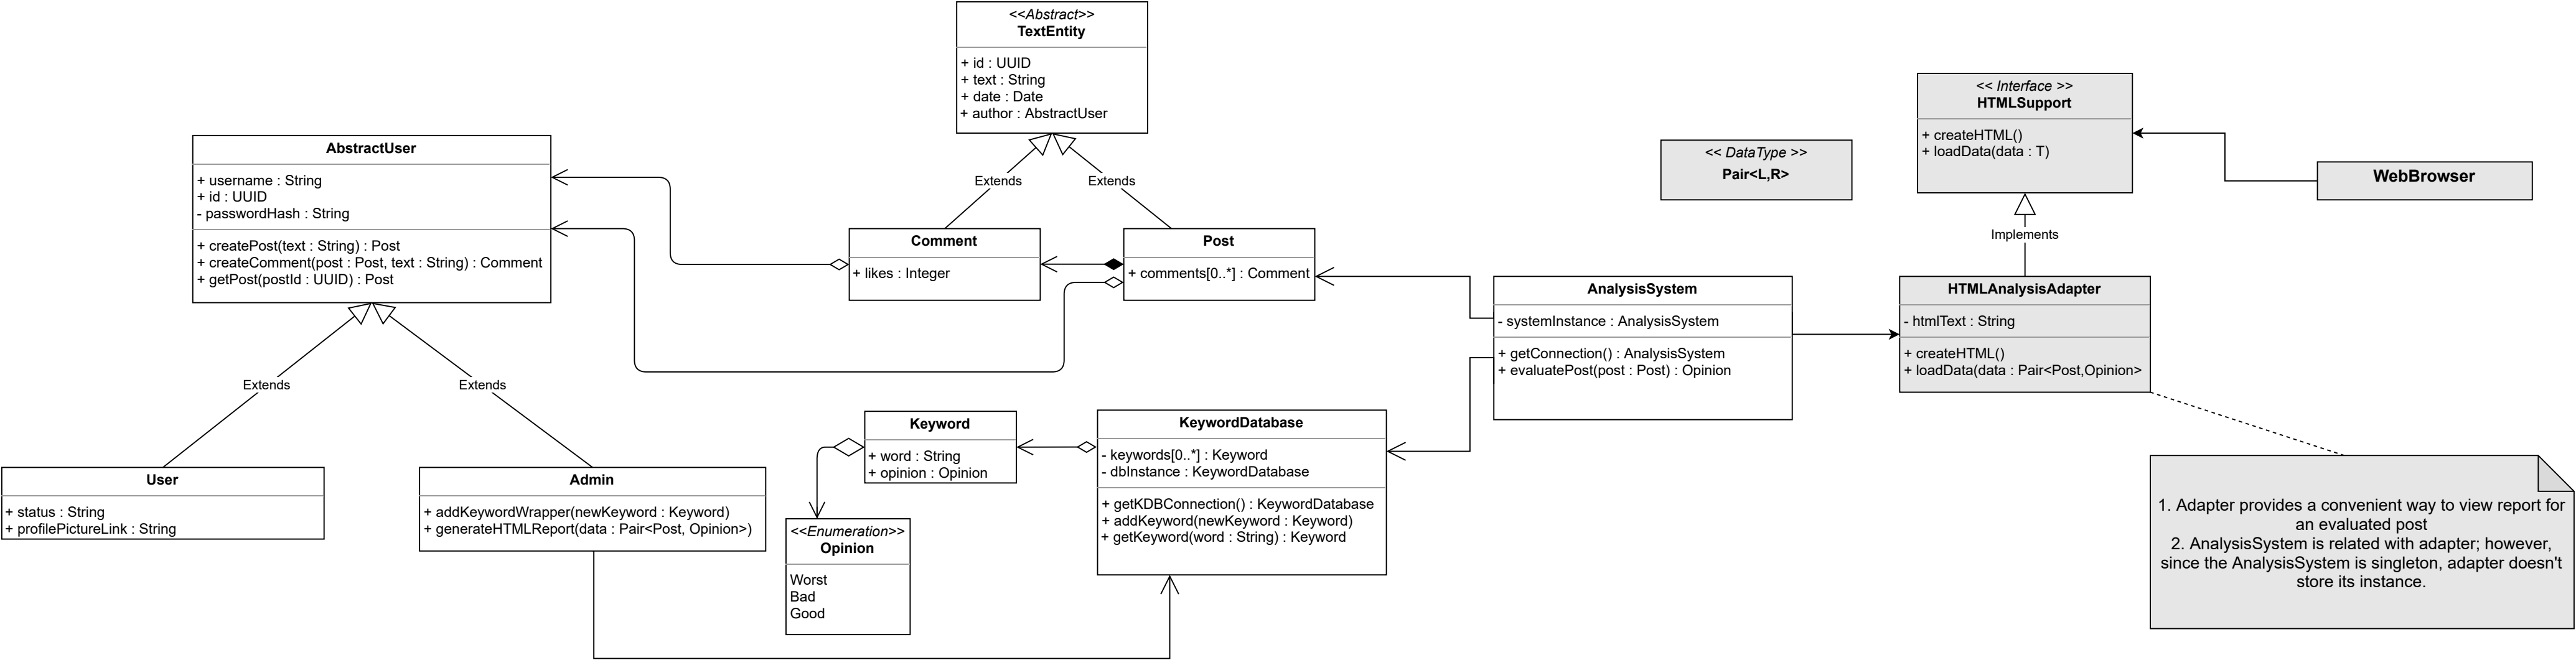 <<Abstract>>
TextEntity
+ id : UUID
+ text : String
+ date : Date
+ author : AbstractUser
<< Interface >>
HTMLSupport
+ createHTML()
+ loadData(data : T)
<< DataType >>
Pair<L,R>
WebBrowser
AbstractUser
+ username : String
+ id : UUID
- passwordHash : String
+ createPost(text : String) : Post
+ createComment(post : Post, text : String) : Comment
+ getPost(postId : UUID) : Post
Extends
Extends
Implements
Comment
+ likes : Integer
Post
+ comments[0..*] : Comment
AnalysisSystem
- systemInstance : AnalysisSystem
+ getConnection() : AnalysisSystem
+ evaluatePost(post : Post) : Opinion
HTMLAnalysisAdapter
- htmlText : String
+ createHTML()
+ loadData(data : Pair<Post,Opinion>
Extends
Extends
User
+ status : String
+ profilePictureLink : String
Admin
+ addKeywordWrapper(newKeyword : Keyword)
+ generateHTMLReport(data : Pair<Post, Opinion>)
Keyword
+ word : String
+ opinion : Opinion
KeywordDatabase
- keywords[0..*] : Keyword
- dbInstance : KeywordDatabase
+ getKDBConnection() : KeywordDatabase
+ addKeyword(newKeyword : Keyword)
+ getKeyword(word : String) : Keyword
<<Enumeration>>
Opinion
Worst
Bad
Good
1. Adapter provides a convenient way to view report for
an evaluated post
2. AnalysisSystem is related with adapter; however,
since the AnalysisSystem is singleton, adapter doesn't
store its instance.